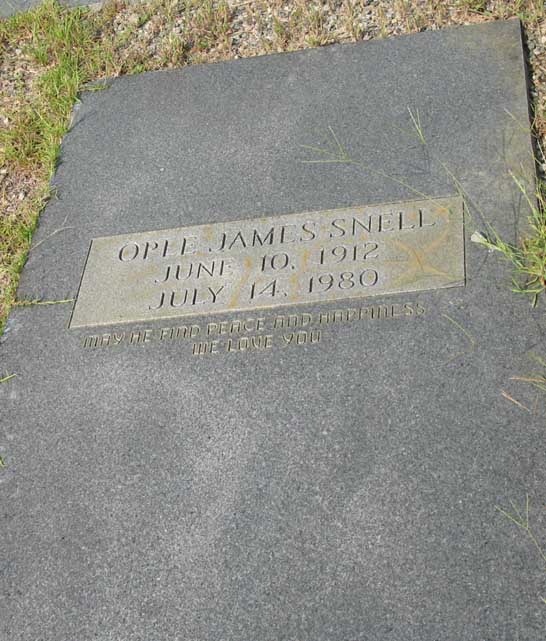 OPLE JAMES SNELL
JUNE 10, 1912
JULY 14, 1980
MAY HE FIND PEACE AND HAPPINESS
WE LOVE YOU